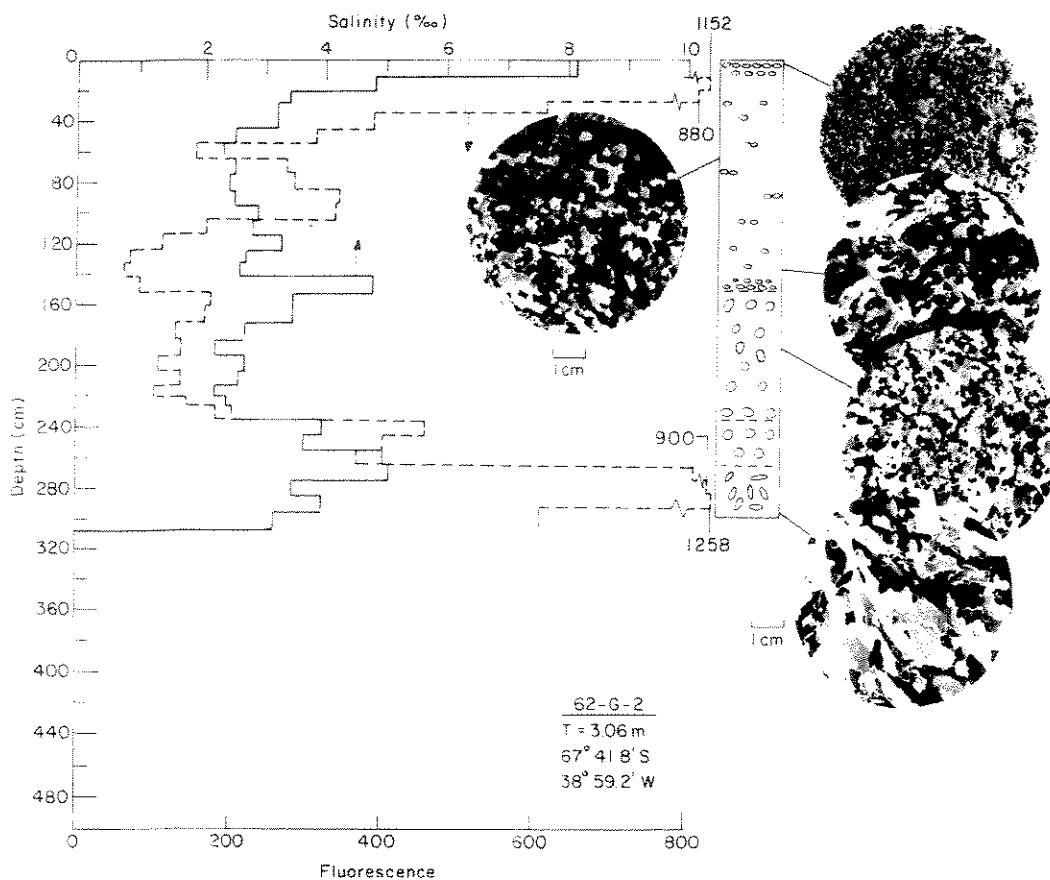 Salinity (‰)
1152
0 2 4 6 8 10
0
40
80
120
160
200
240
280
320
360
400
440
480
Depth (cm)
880
1 cm
900
1258
1 cm
62-G-2
T = 3.06 m
67° 41.8' S
38° 59.2' W
0 200 400 600 800
Fluorescence